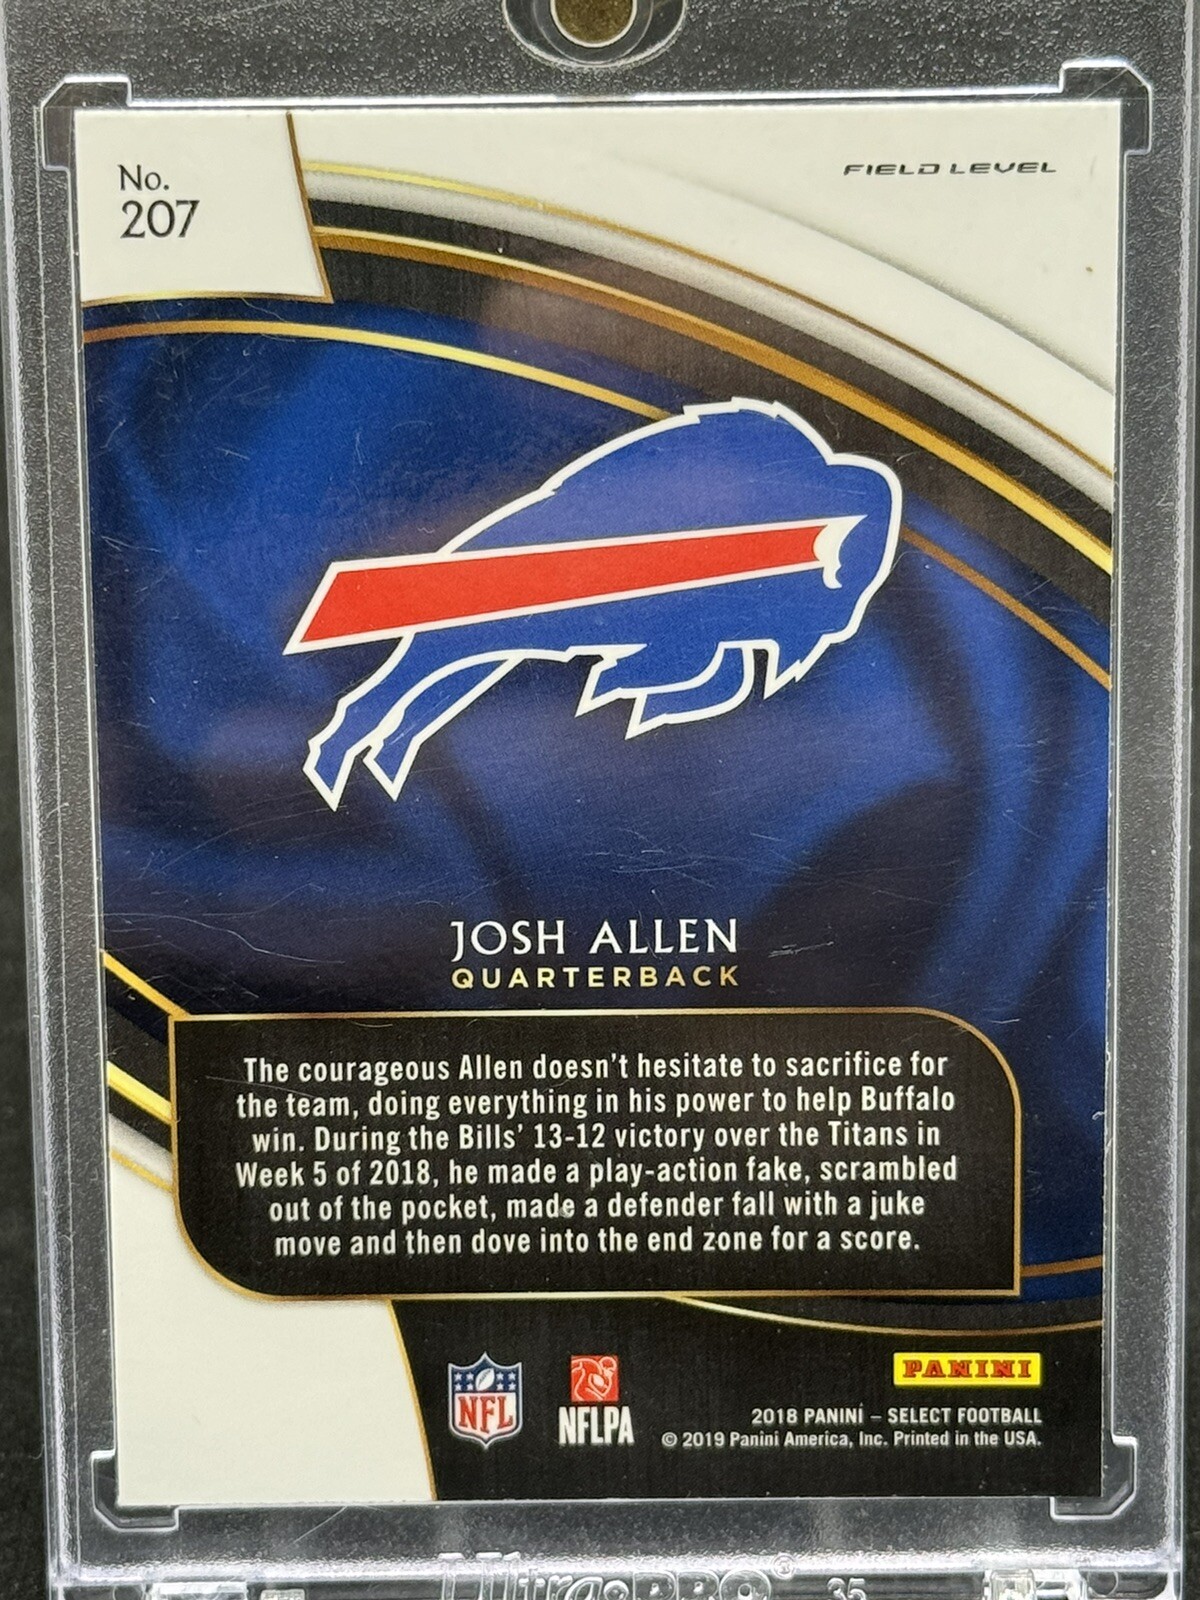 No.
207
FIELD LEVEL
JOSH ALLEN
QUARTERBACK
The courageous Allen doesn't hesitate to sacrifice for
the team, doing everything in his power to help Buffalo
win. During the Bills' 13-12 victory over the Titans in
Week 5 of 2018, he made a play-action fake, scrambled
out of the pocket, made a defender fall with a juke
move and then dove into the end zone for a score.
NFL
NFLPA
PANINI
2018 PANINI – SELECT FOOTBALL
© 2019 Panini America, Inc. Printed in the USA.
Ultra•PRO® 35